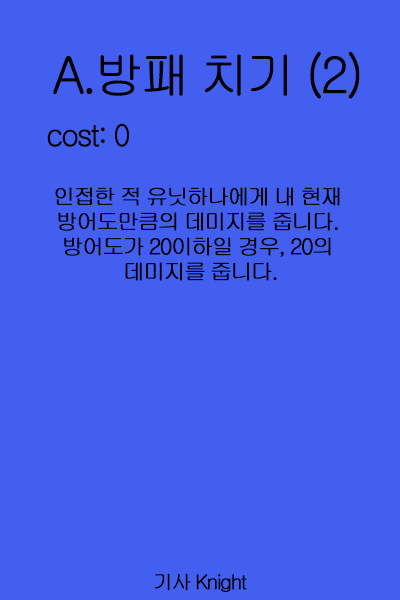 A.방패 치기 (2)
cost: 0
인접한 적 유닛하나에게 내 현재
방어도만큼의 데미지를 줍니다.
방어도가 20이하일 경우, 20의
데미지를 줍니다.
기사 Knight